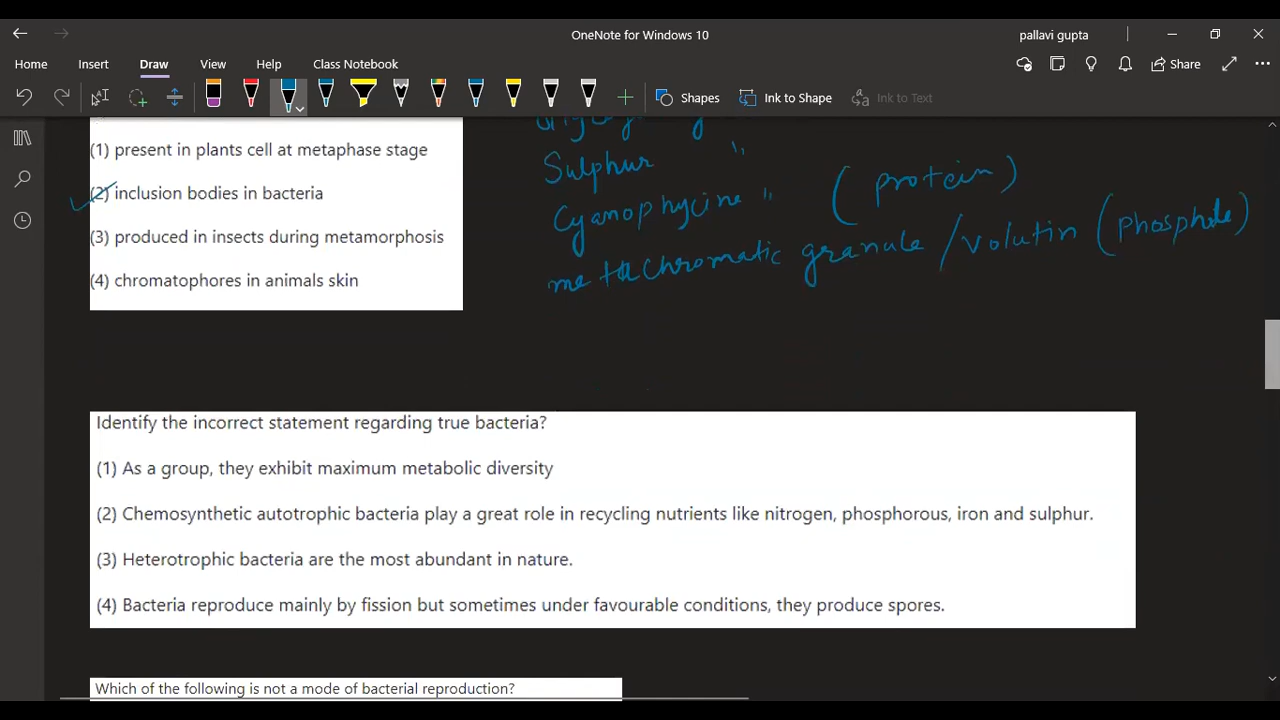 OneNote for Windows 10
pallavi gupta
Home Insert Draw View Help Class Notebook
Share
Shapes Ink to Shape Ink to Text
(1) present in plants cell at metaphase stage
(2) inclusion bodies in bacteria
(3) produced in insects during metamorphosis
(4) chromatophores in animals skin
Sulphur "
Cyanophycine " (protein)
metachromatic granule / volutin (phosphate)
Identify the incorrect statement regarding true bacteria?
(1) As a group, they exhibit maximum metabolic diversity
(2) Chemosynthetic autotrophic bacteria play a great role in recycling nutrients like nitrogen, phosphorous, iron and sulphur.
(3) Heterotrophic bacteria are the most abundant in nature.
(4) Bacteria reproduce mainly by fission but sometimes under favourable conditions, they produce spores.
Which of the following is not a mode of bacterial reproduction?